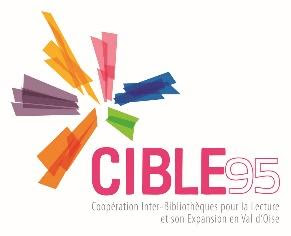 CIBLE95
Coopération Inter-Bibliothèques pour la Lecture
et son Expansion en Val d'Oise